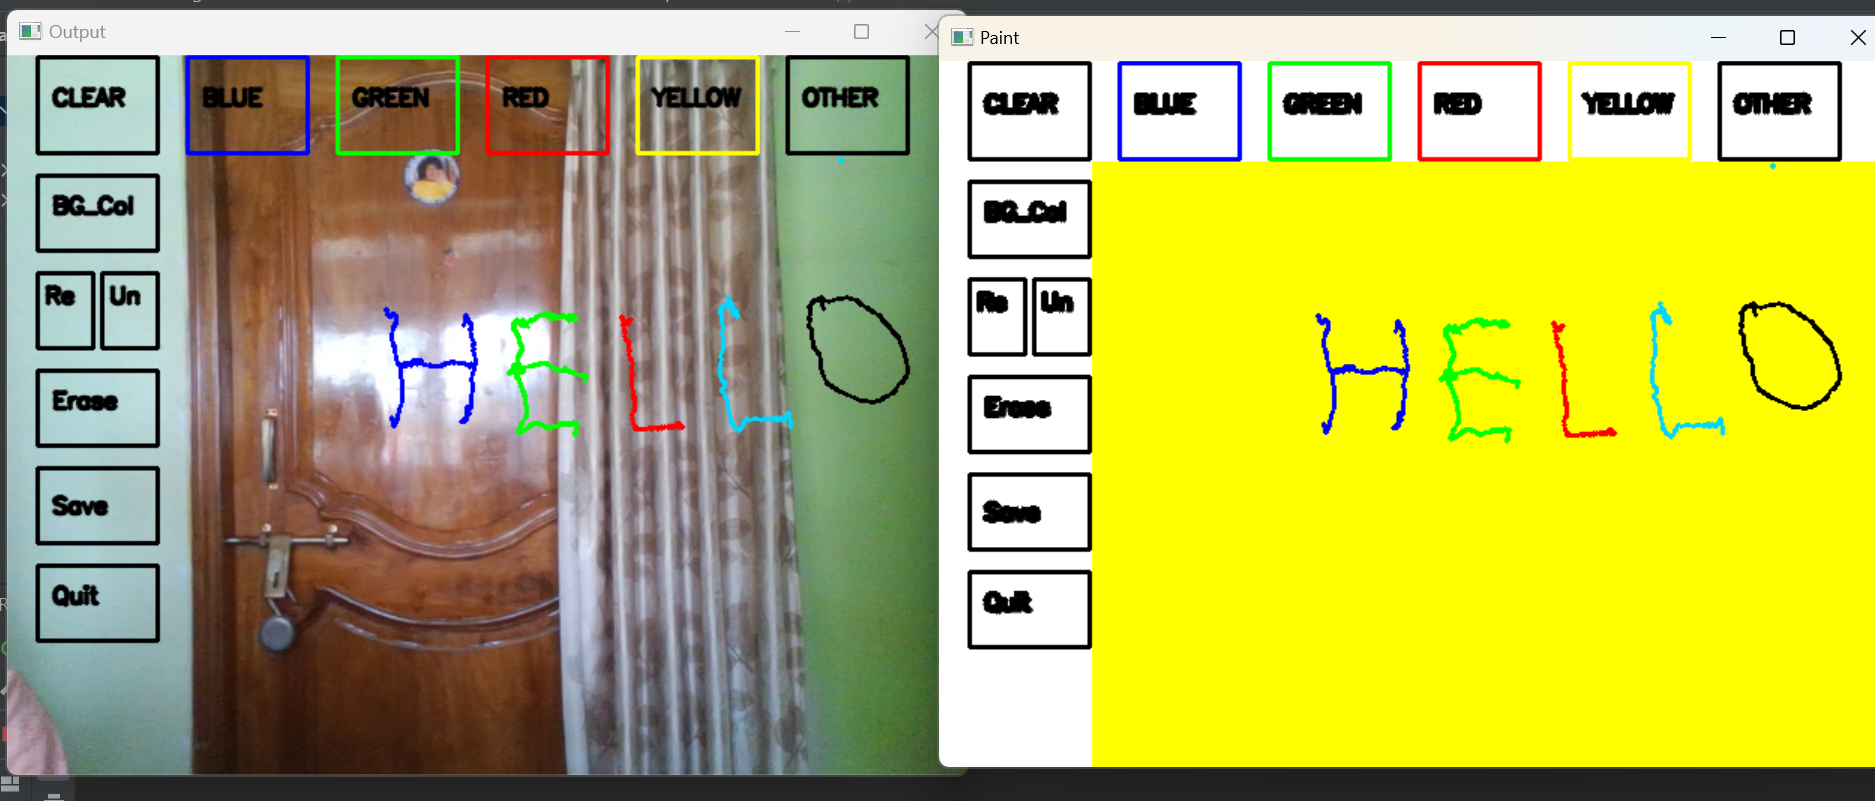 Output
CLEAR BLUE GREEN RED YELLOW OTHER
BG_Col
Re Un
Erase
Save
Quit
HELLO
Paint
CLEAR BLUE GREEN RED YELLOW OTHER
BG_Col
Re Un
Erase
Save
Quit
HELLO